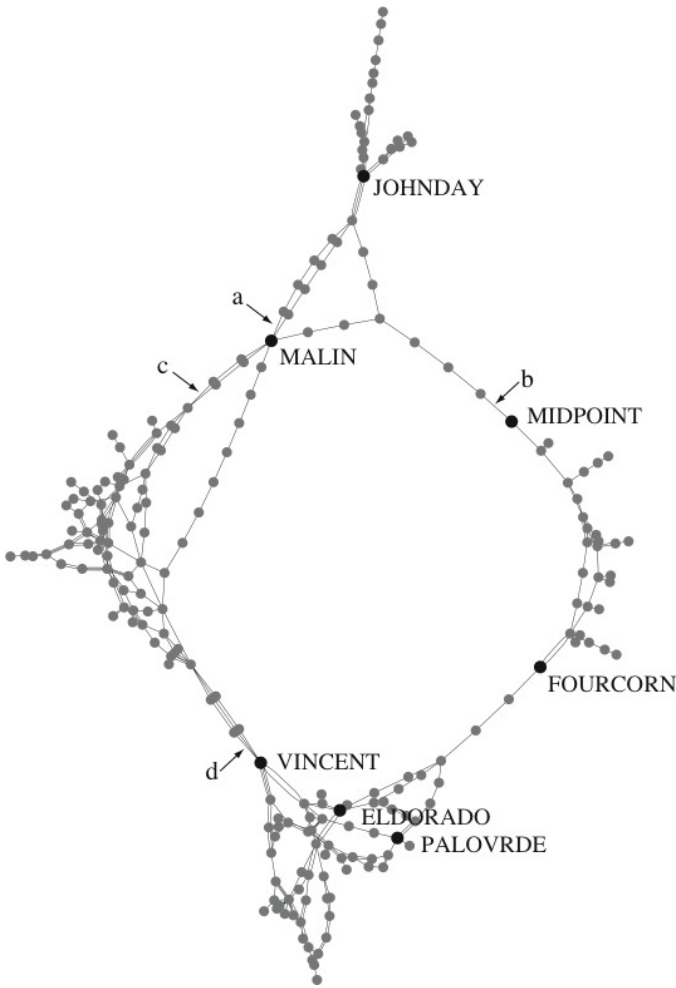 JOHNDAY
a
MALIN
c
b
MIDPOINT
FOURCORN
d
VINCENT
ELDORADO
PALOVRDE